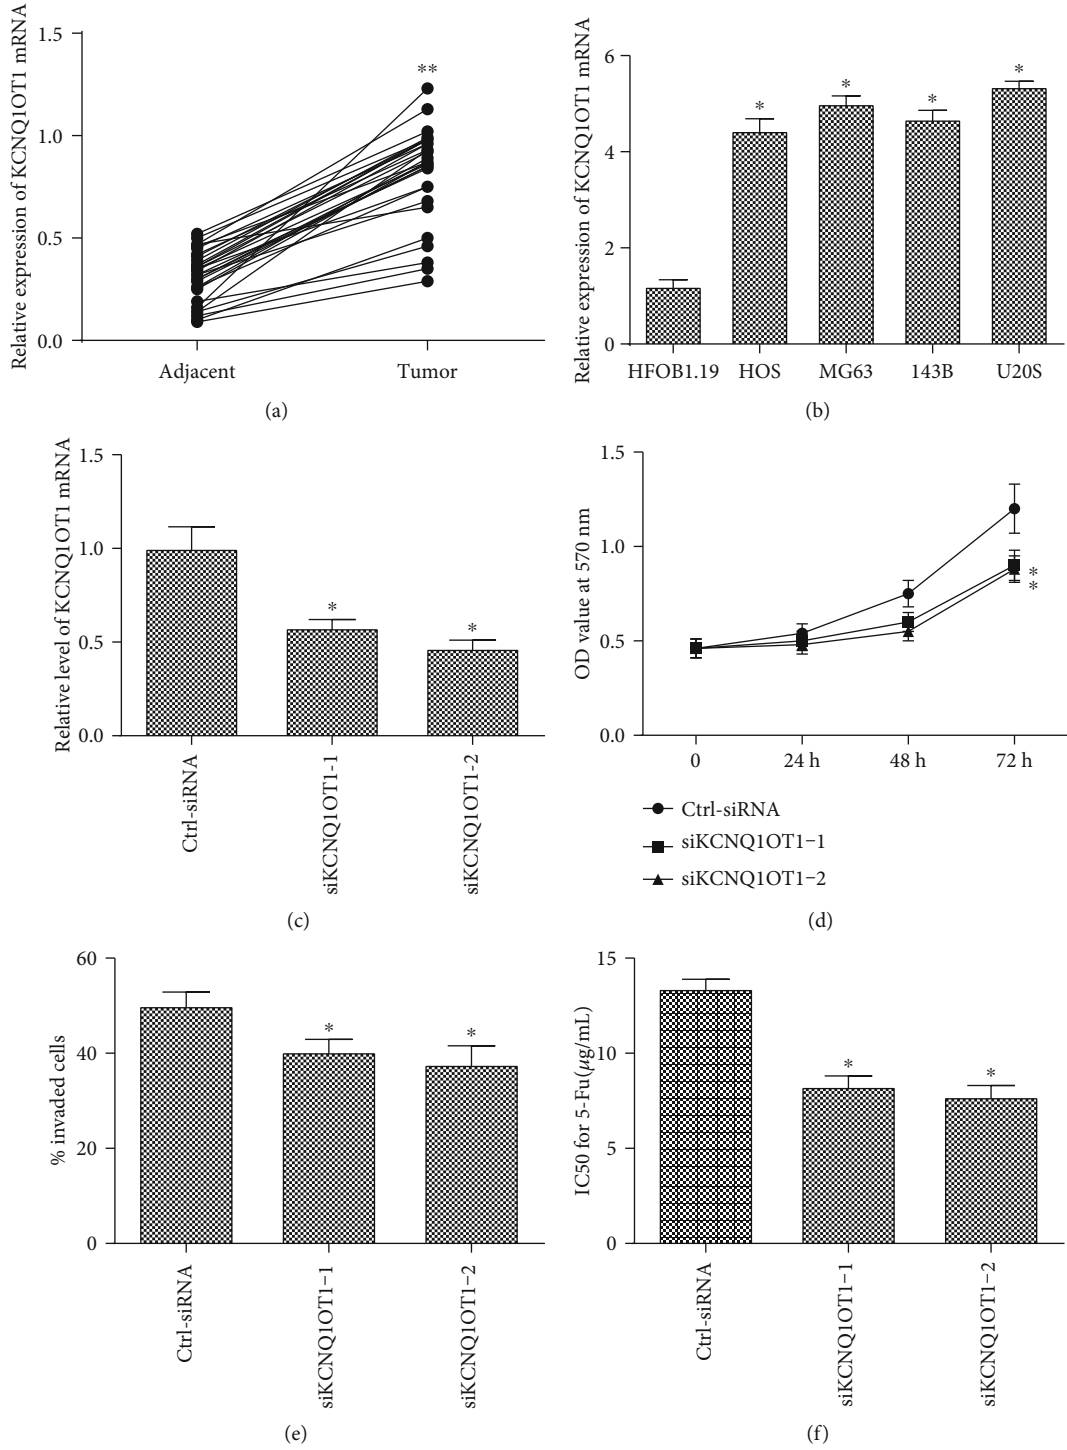 Relative expression of KCNQ1OT1 mRNA
1.5
1.0
0.5
0.0
**
Adjacent
Tumor
(a)
Relative expression of KCNQ1OT1 mRNA
6
4
2
0
*
*
*
*
HFOB1.19
HOS
MG63
143B
U20S
(b)
Relative level of KCNQ1OT1 mRNA
1.5
1.0
0.5
0.0
*
*
Ctrl-siRNA
siKCNQ1OT1-1
siKCNQ1OT1-2
(c)
OD value at 570 nm
1.5
1.0
0.5
0.0
*
*
0
24 h
48 h
72 h
Ctrl-siRNA
siKCNQ1OT1-1
siKCNQ1OT1-2
(d)
% invaded cells
60
40
20
0
*
*
Ctrl-siRNA
siKCNQ1OT1-1
siKCNQ1OT1-2
(e)
IC50 for 5-Fu(μg/mL)
15
10
5
0
*
*
Ctrl-siRNA
siKCNQ1OT1-1
siKCNQ1OT1-2
(f)